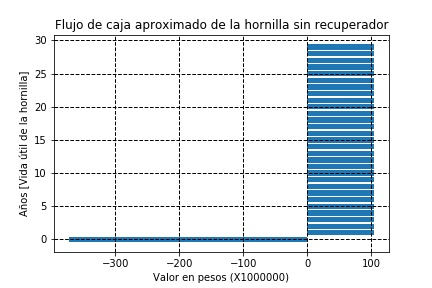 Flujo de caja aproximado de la hornilla sin recuperador
30
25
20
15
10
5
0
Años [Vida útil de la hornilla]
−300 −200 −100 0 100
Valor en pesos (X1000000)